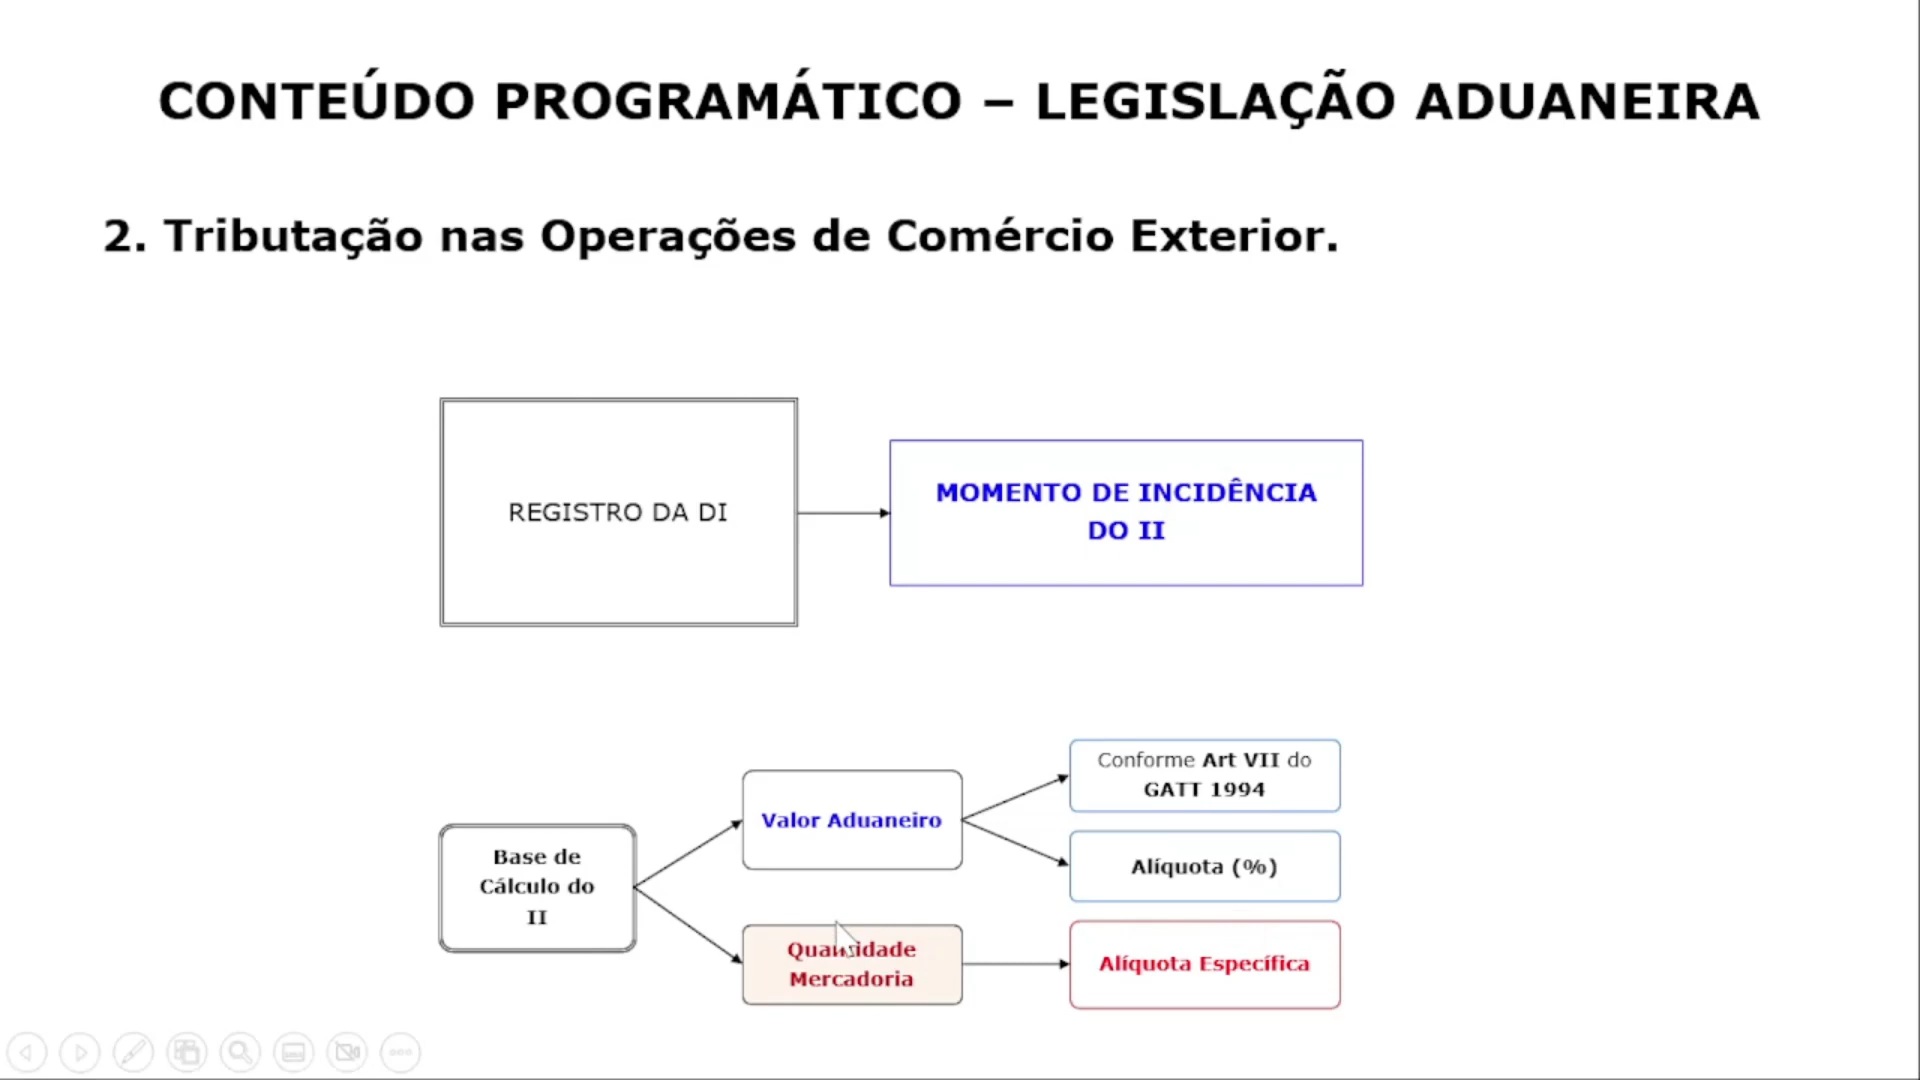 CONTEÚDO PROGRAMÁTICO – LEGISLAÇÃO ADUANEIRA
2. Tributação nas Operações de Comércio Exterior.
REGISTRO DA DI
MOMENTO DE INCIDÊNCIA
DO II
Base de
Cálculo do
II
Valor Aduaneiro
Conforme Art VII do
GATT 1994
Alíquota (%)
Quantidade
Mercadoria
Alíquota Específica